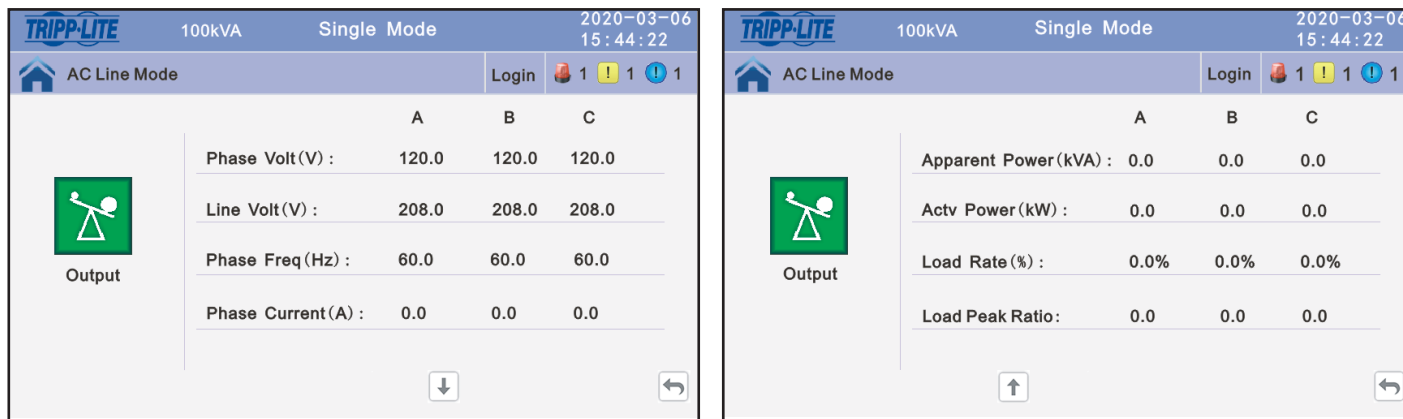 TRIPP·LITE 100kVA Single Mode 2020-03-06
15:44:22
AC Line Mode Login 1 ! 1 ! 1
A B C
Phase Volt(V): 120.0 120.0 120.0
Line Volt(V): 208.0 208.0 208.0
Phase Freq(Hz): 60.0 60.0 60.0
Phase Current(A): 0.0 0.0 0.0
Output
TRIPP·LITE 100kVA Single Mode 2020-03-06
15:44:22
AC Line Mode Login 1 ! 1 ! 1
A B C
Apparent Power(kVA): 0.0 0.0 0.0
Actv Power(kW): 0.0 0.0 0.0
Load Rate(%): 0.0% 0.0% 0.0%
Load Peak Ratio: 0.0 0.0 0.0
Output